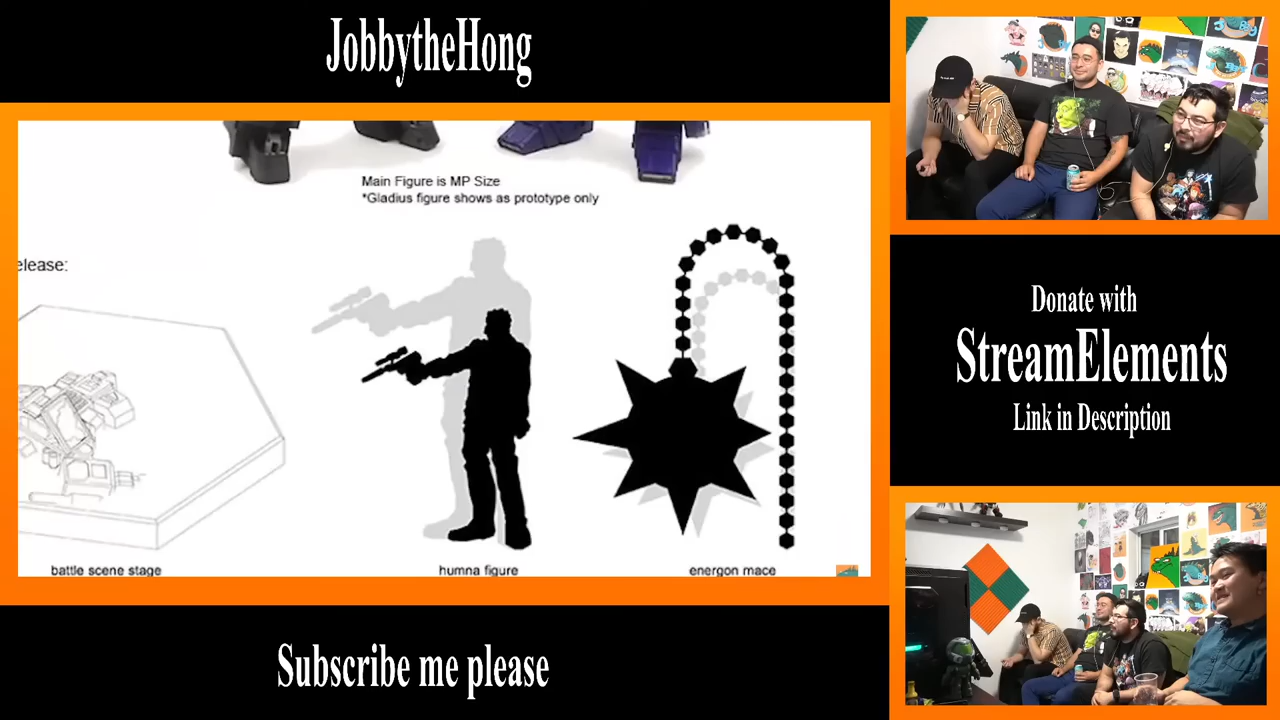 JobbytheHong
Main Figure is MP Size
*Gladius figure shows as prototype only
elease:
battle scene stage
humna figure
energon mace
Subscribe me please
Donate with
StreamElements
Link in Description